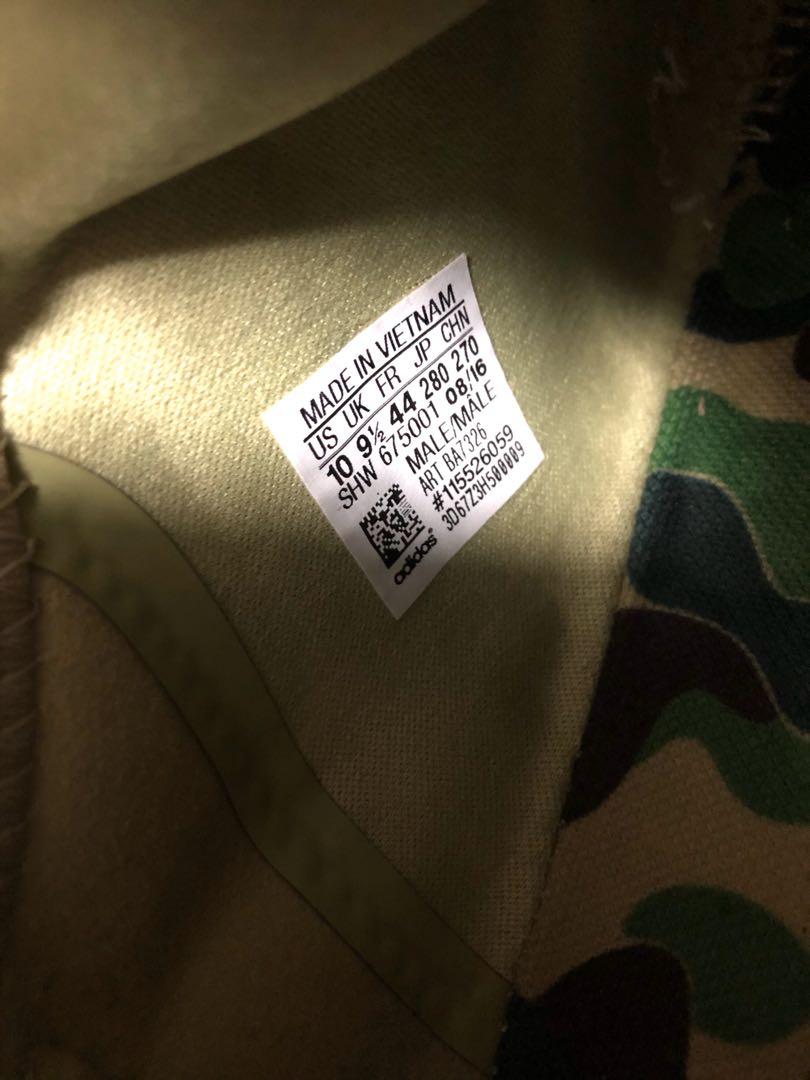 MADE IN VIETNAM
US UK FR JP CHN
10 9½ 44 280 270
SHW 675001 08/16
MALE/MÂLE
ART BA7326
#115526059
3D67Z3H500009
adidas®